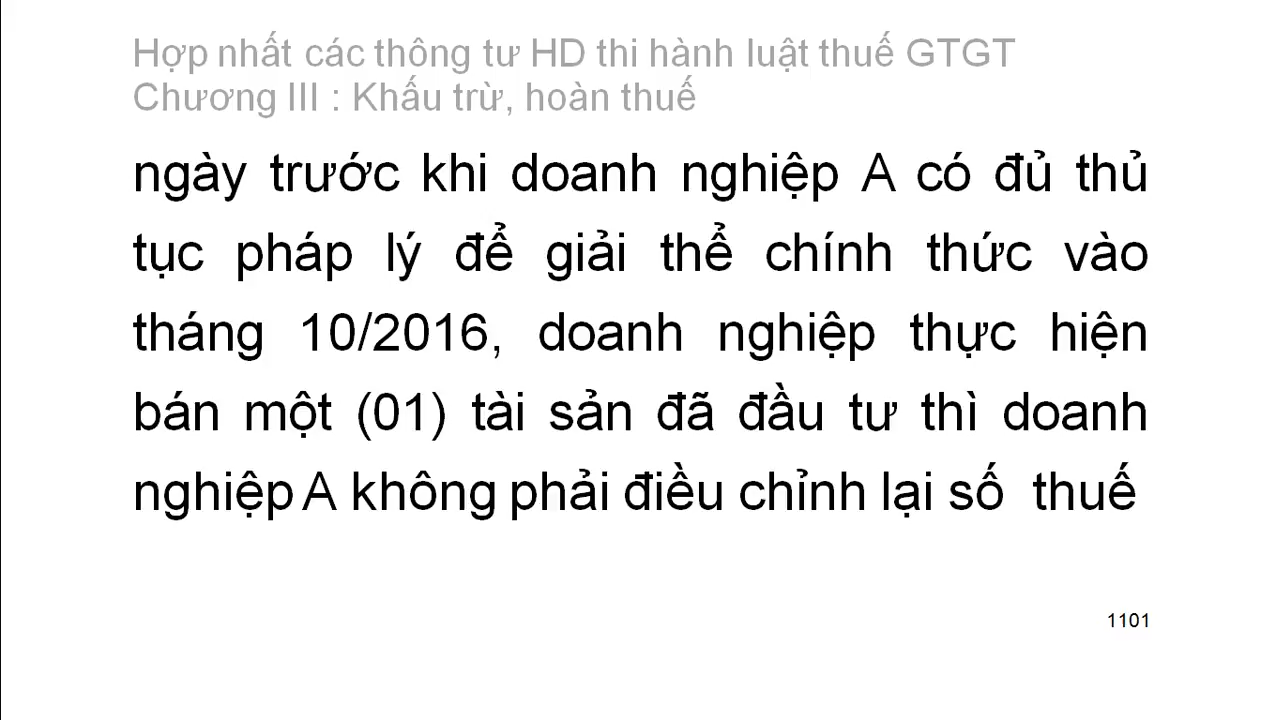 Hợp nhất các thông tư HD thi hành luật thuế GTGT
Chương III : Khấu trừ, hoàn thuế
ngày trước khi doanh nghiệp A có đủ thủ
tục pháp lý để giải thể chính thức vào
tháng 10/2016, doanh nghiệp thực hiện
bán một (01) tài sản đã đầu tư thì doanh
nghiệp A không phải điều chỉnh lại số thuế
1101